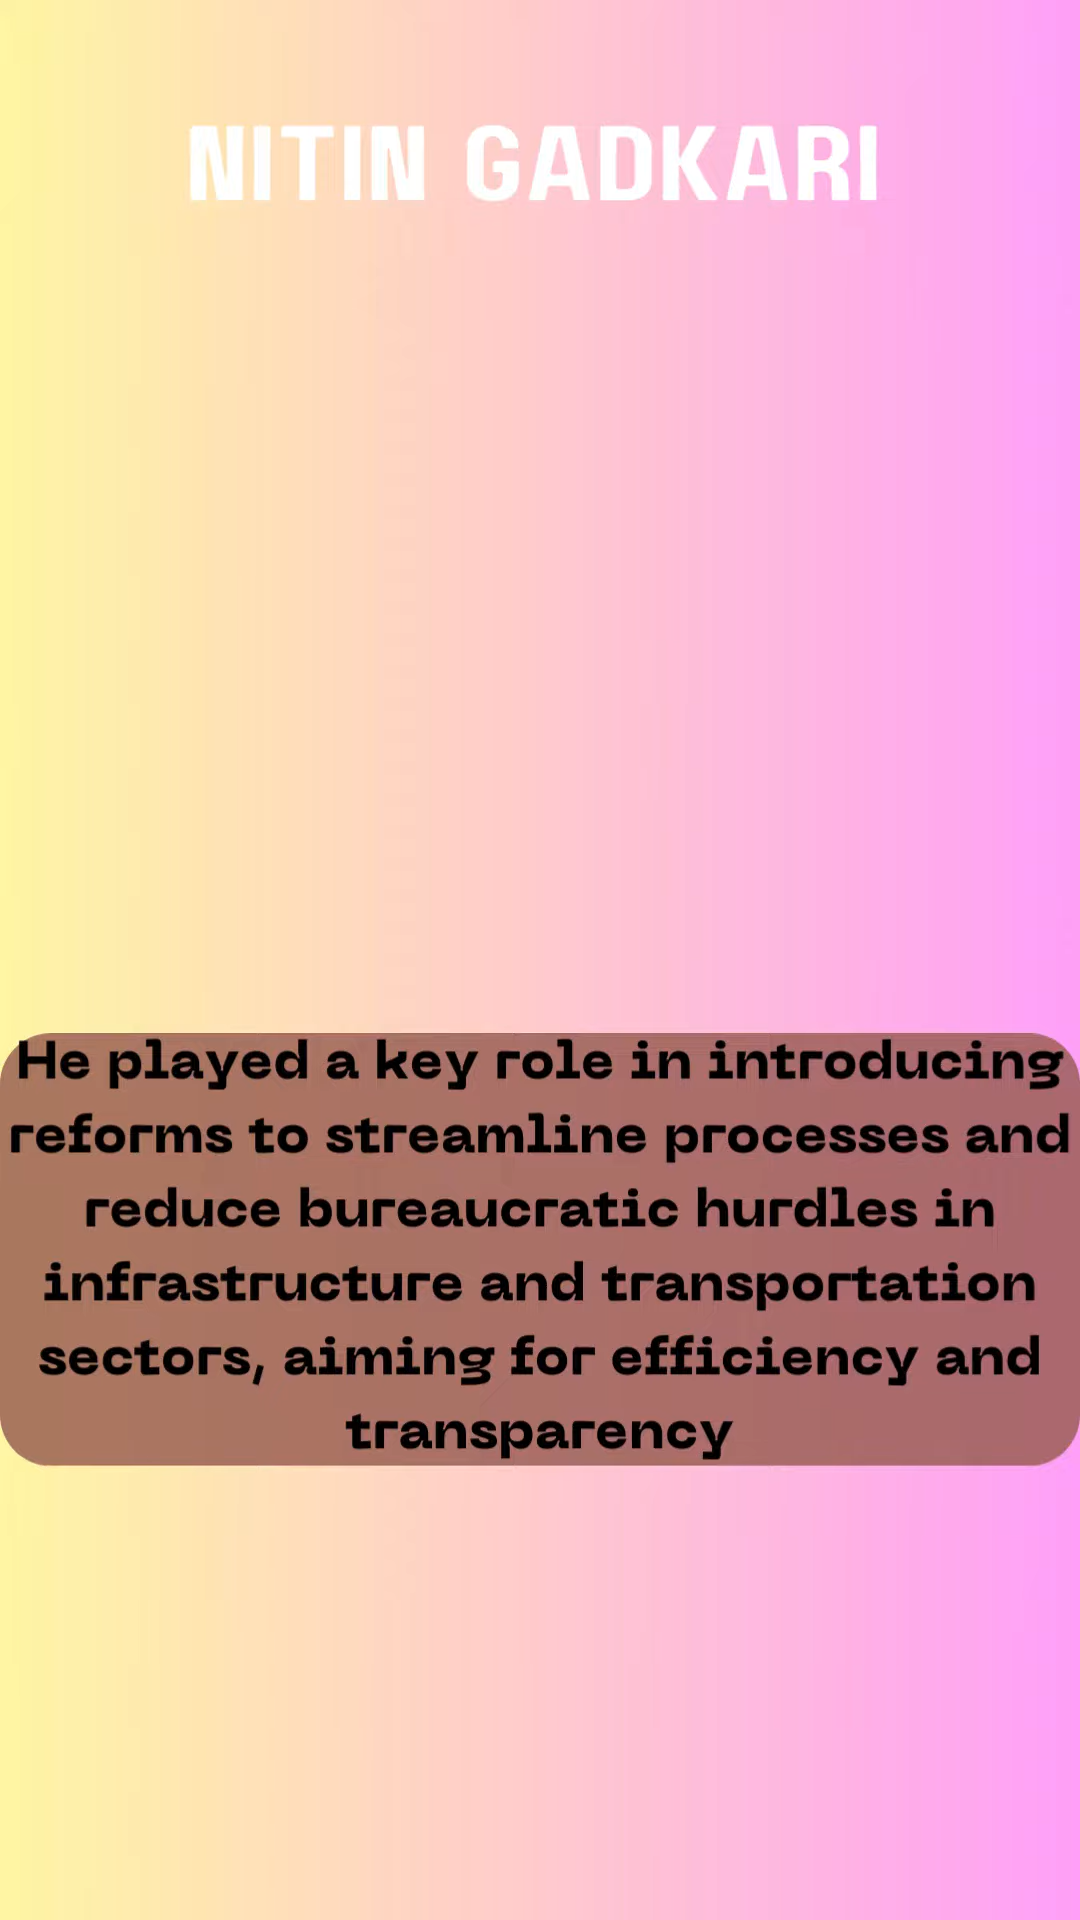 NITIN GADKARI
He played a key role in introducing
reforms to streamline processes and
reduce bureaucratic hurdles in
infrastructure and transportation
sectors, aiming for efficiency and
transparency